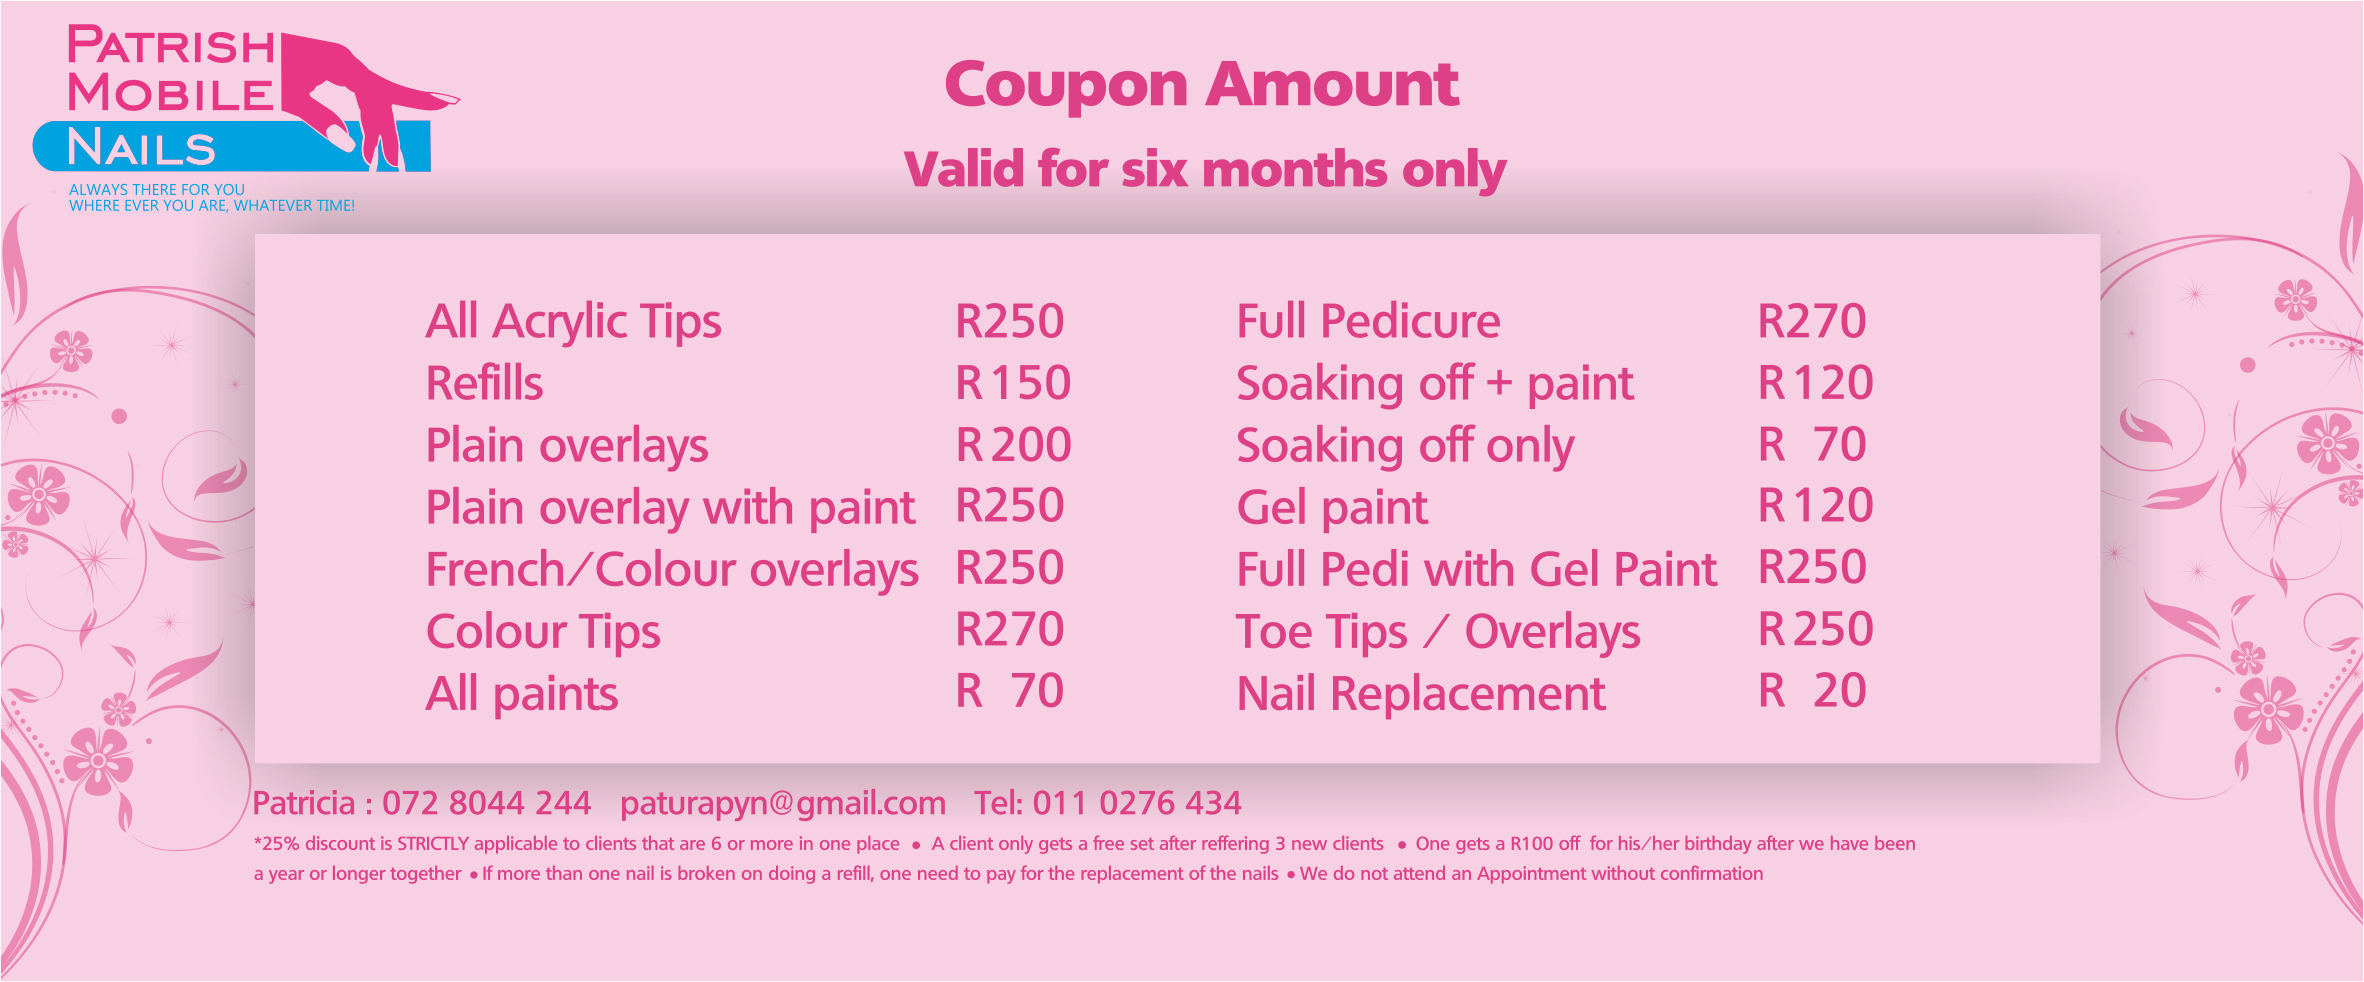 PATRISH
MOBILE
NAILS
ALWAYS THERE FOR YOU
WHERE EVER YOU ARE, WHATEVER TIME!
Coupon Amount
Valid for six months only
All Acrylic Tips R250
Refills R 150
Plain overlays R 200
Plain overlay with paint R250
French/Colour overlays R250
Colour Tips R270
All paints R 70
Full Pedicure R270
Soaking off + paint R 120
Soaking off only R 70
Gel paint R 120
Full Pedi with Gel Paint R250
Toe Tips / Overlays R 250
Nail Replacement R 20
Patricia : 072 8044 244 paturapyn@gmail.com Tel: 011 0276 434
*25% discount is STRICTLY applicable to clients that are 6 or more in one place • A client only gets a free set after reffering 3 new clients • One gets a R100 off for his/her birthday after we have been
a year or longer together • If more than one nail is broken on doing a refill, one need to pay for the replacement of the nails • We do not attend an Appointment without confirmation